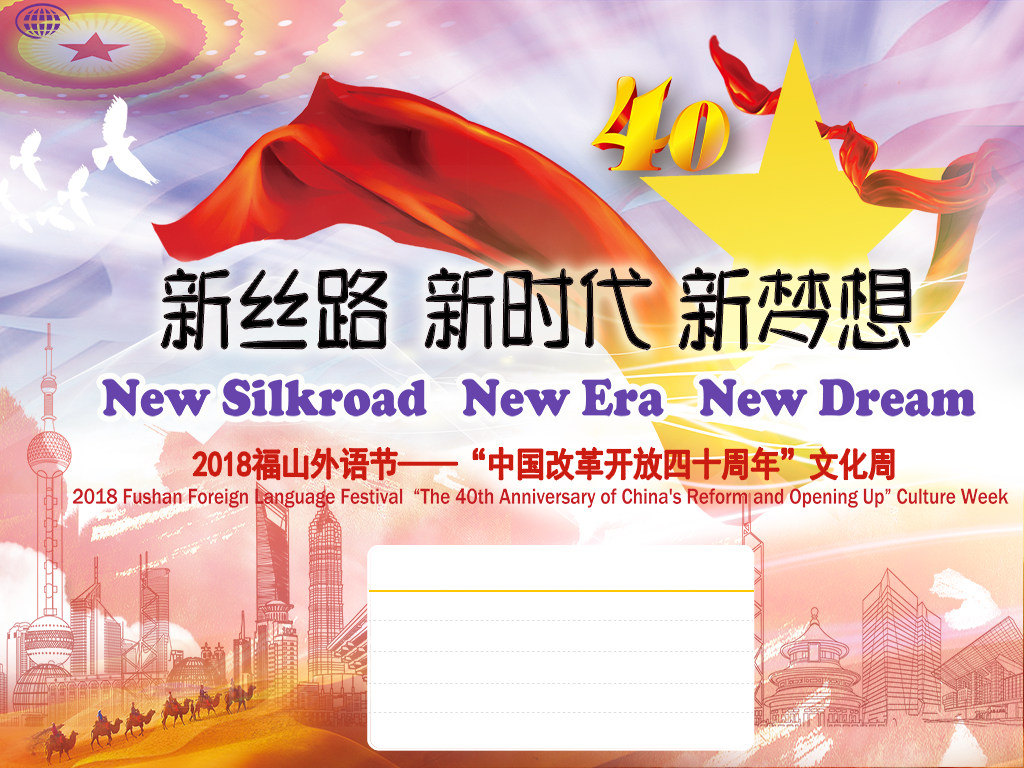 40
新丝路 新时代 新梦想
New Silkroad New Era New Dream
2018福山外语节——“中国改革开放四十周年”文化周
2018 Fushan Foreign Language Festival “The 40th Anniversary of China's Reform and Opening Up” Culture Week